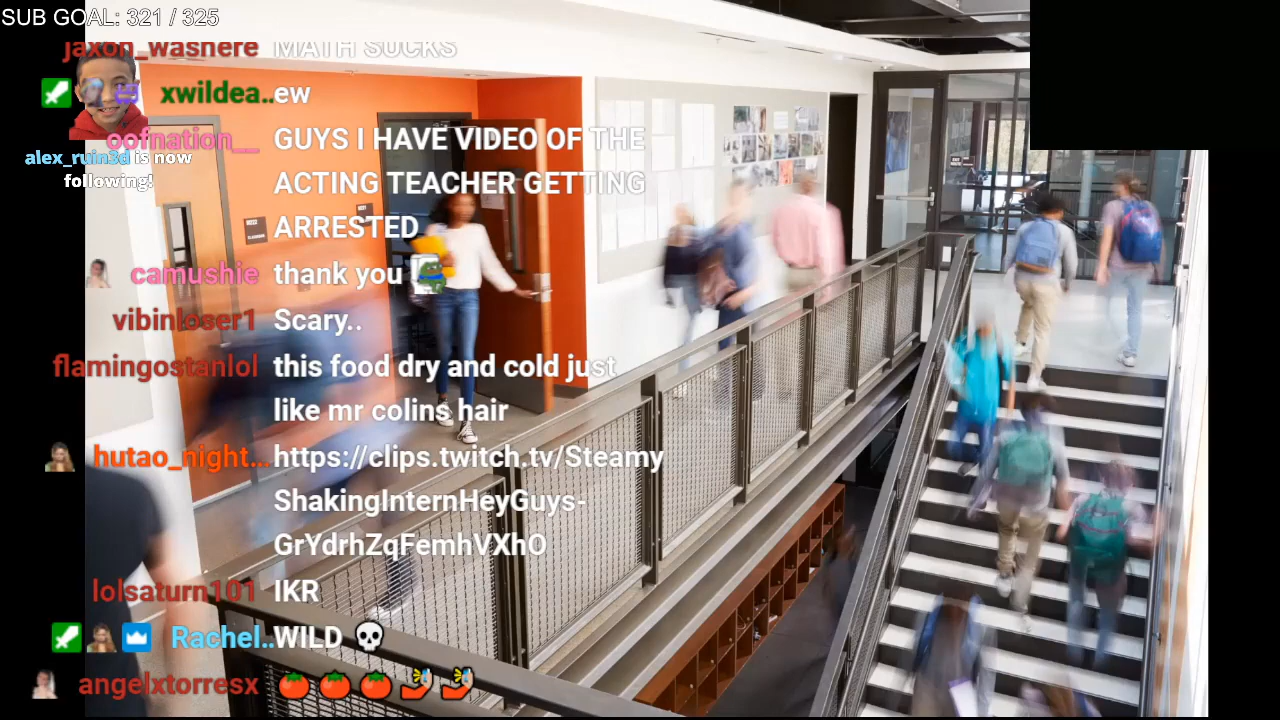 SUB GOAL: 321 / 325
jaxon_washere MATH SUCKS
xwildea.. ew
oofnation__ GUYS I HAVE VIDEO OF THE
ACTING TEACHER GETTING
ARRESTED
alex_ruin3d is now
following!
camushie thank you
vibinloser1 Scary..
flamingostanlol this food dry and cold just
like mr colins hair
hutao_night... https://clips.twitch.tv/Steamy
ShakingInternHeyGuys-
GrYdrhZqFemhVXhO
lolsaturn101 IKR
Rachel.. WILD 💀
angelxtorresx 🍅🍅🍅🤌🤌